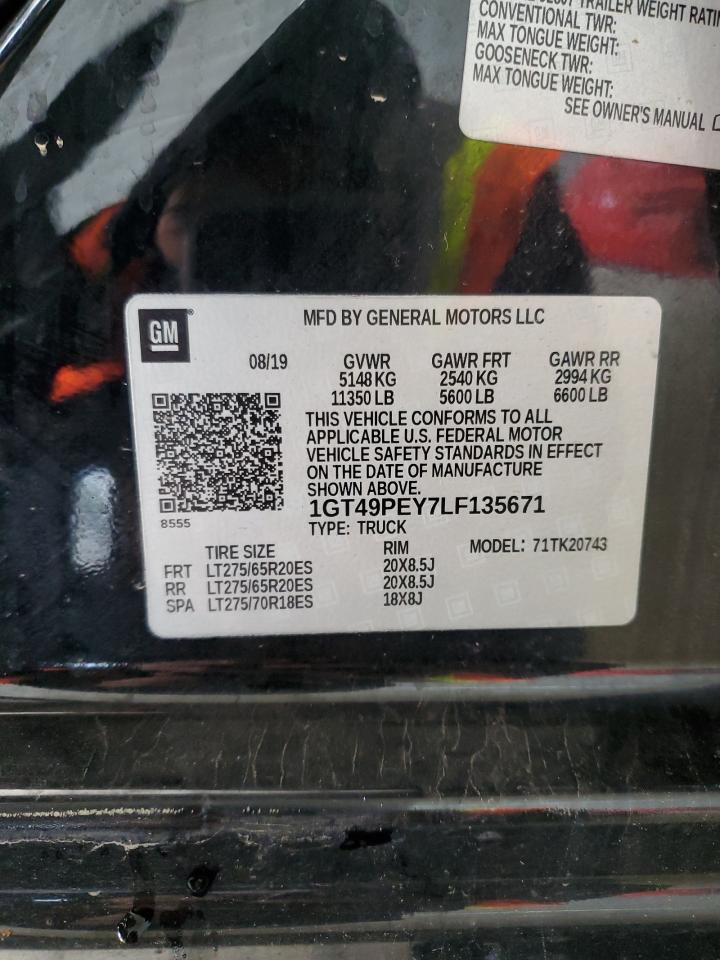 TRAILER WEIGHT RATI
CONVENTIONAL TWR:
MAX TONGUE WEIGHT:
GOOSENECK TWR:
MAX TONGUE WEIGHT:
SEE OWNER'S MANUAL
GM ®
MFD BY GENERAL MOTORS LLC
08/19 GVWR GAWR FRT GAWR RR
5148 KG 2540 KG 2994 KG
11350 LB 5600 LB 6600 LB
THIS VEHICLE CONFORMS TO ALL
APPLICABLE U.S. FEDERAL MOTOR
VEHICLE SAFETY STANDARDS IN EFFECT
ON THE DATE OF MANUFACTURE
SHOWN ABOVE.
1GT49PEY7LF135671
8555
TYPE: TRUCK
TIRE SIZE RIM MODEL: 71TK20743
FRT LT275/65R20ES 20X8.5J
RR LT275/65R20ES 20X8.5J
SPA LT275/70R18ES 18X8J